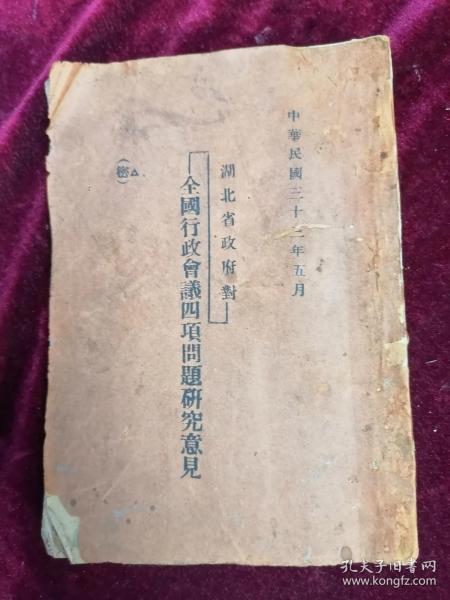 中華民國三十二年五月
湖北省政府對
全國行政會議四項問題研究意見
（密）
孔夫子旧书网
www.kongfz.com